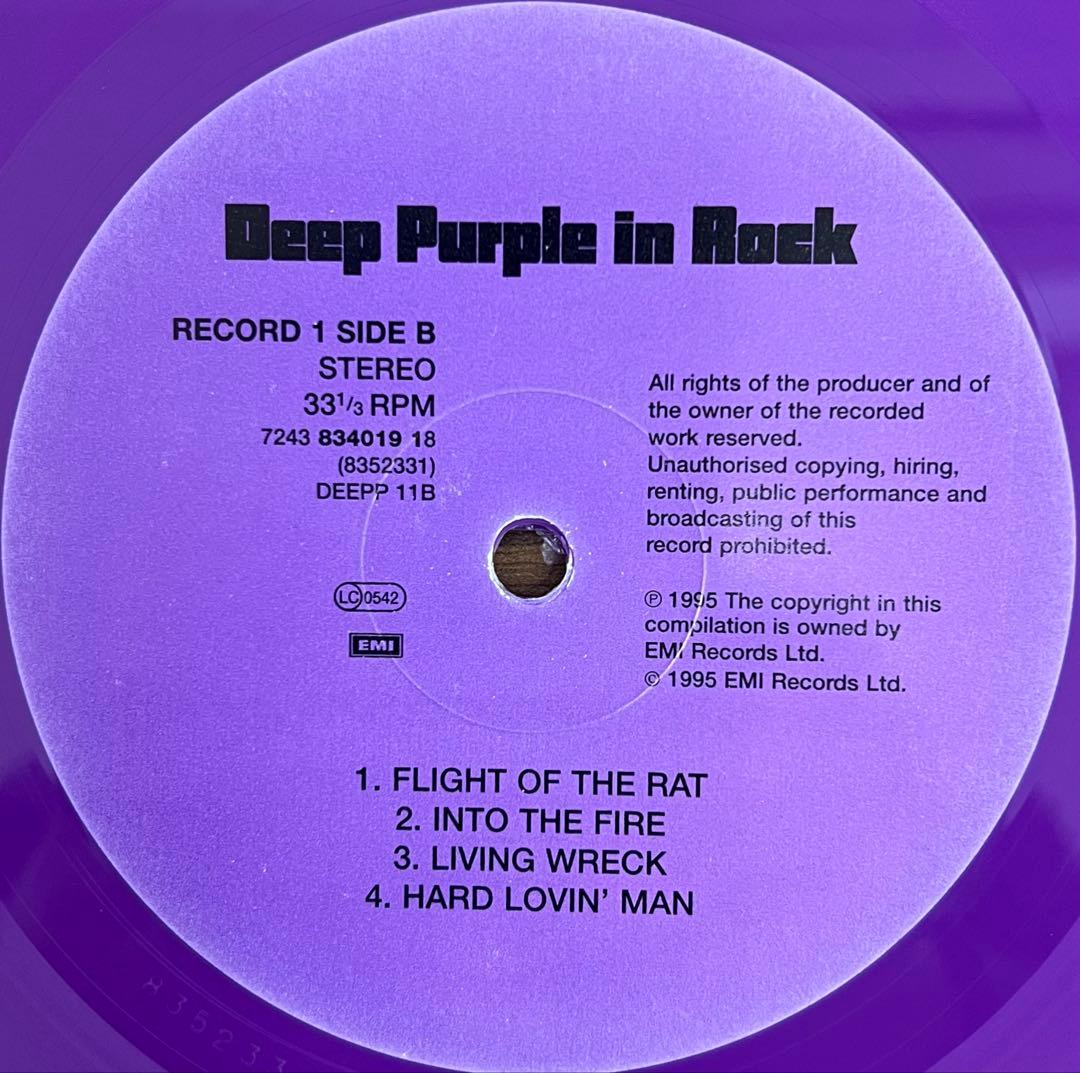 Deep Purple in Rock
RECORD 1 SIDE B
STEREO
33 1/3 RPM
7243 834019 18
(8352331)
DEEPP 11B
LC 0542
EMI
All rights of the producer and of
the owner of the recorded
work reserved.
Unauthorised copying, hiring,
renting, public performance and
broadcasting of this
record prohibited.
℗ 1995 The copyright in this
compilation is owned by
EMI Records Ltd.
© 1995 EMI Records Ltd.
1. FLIGHT OF THE RAT
2. INTO THE FIRE
3. LIVING WRECK
4. HARD LOVIN’ MAN